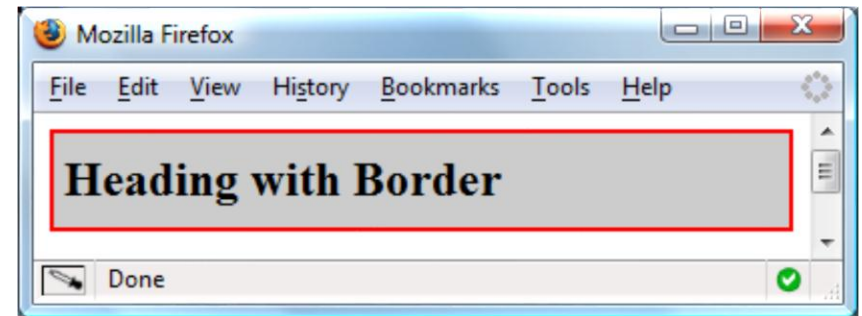 Mozilla Firefox
File Edit View History Bookmarks Tools Help
Heading with Border
Done